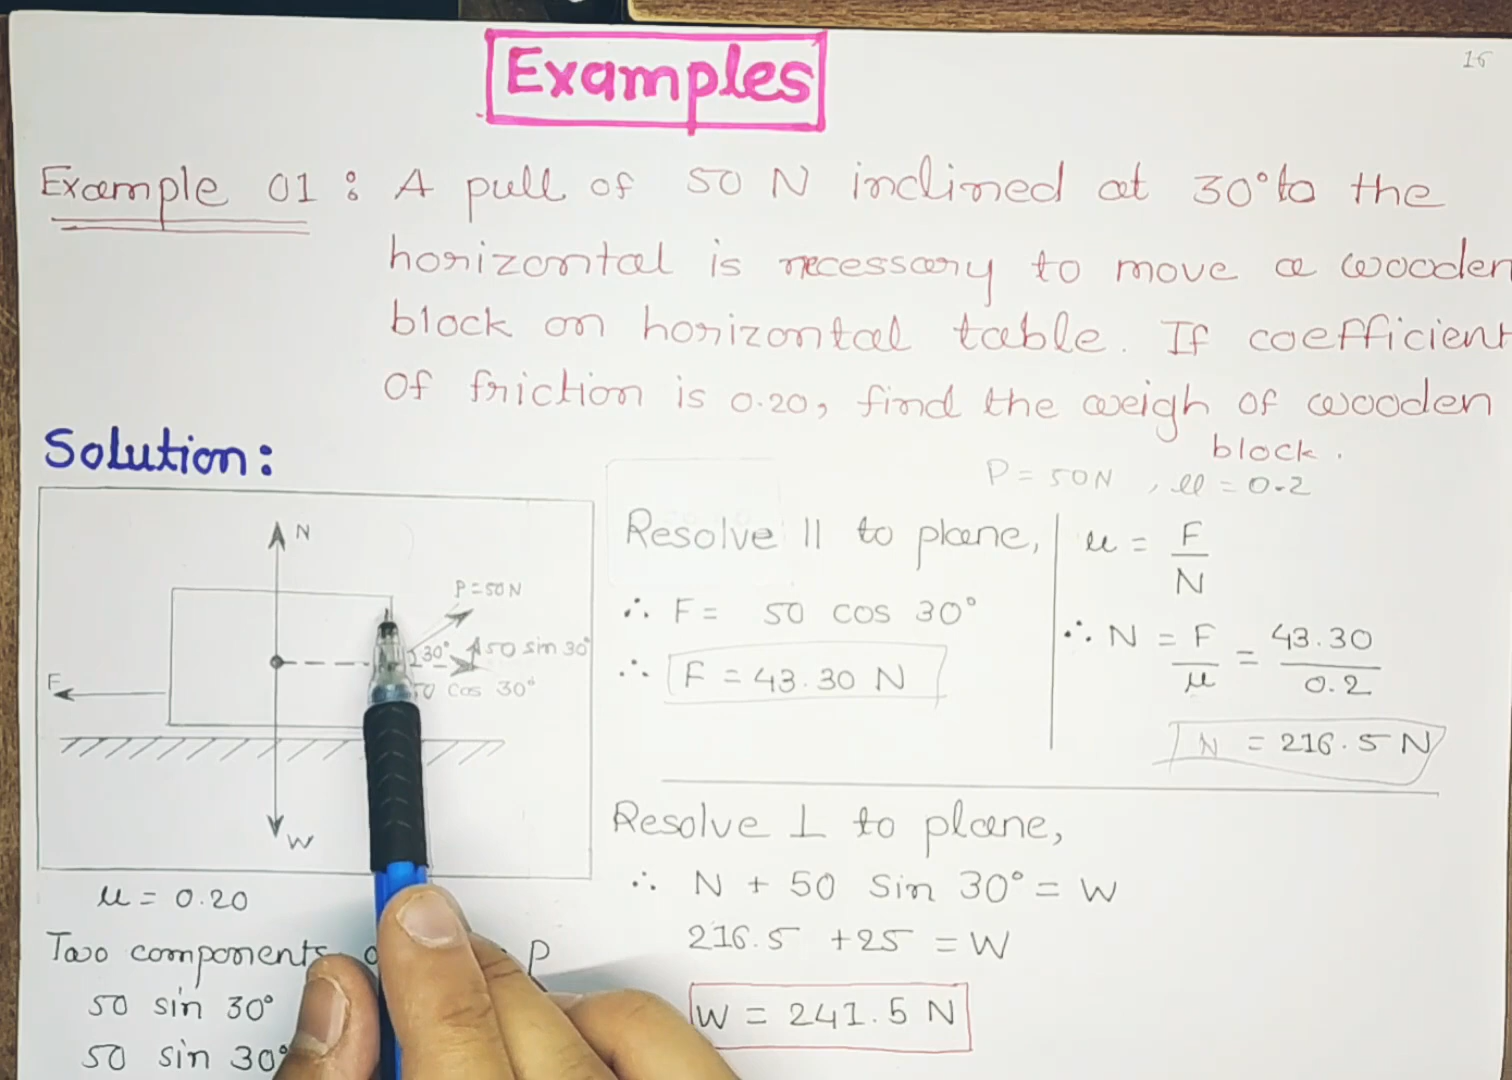 16
Examples
Example 01 : A pull of 50 N inclined at 30° to the
horizontal is necessary to move a wooden
block on horizontal table. If coefficient
of friction is 0.20, find the weigh of wooden
block.
Solution:
P = 50N , μ = 0.2
N
P = 50N
30°
50 sin 30°
F
cos 30°
W
μ = 0.20
Two components
P
50 sin 30°
50 sin 30°
Resolve || to plane,
∴ F = 50 cos 30°
∴ F = 43.30 N
μ = F/N
∴ N = F/μ = 43.30/0.2
N = 216.5 N
Resolve ⊥ to plane,
∴ N + 50 Sin 30° = W
216.5 + 25 = W
W = 241.5 N